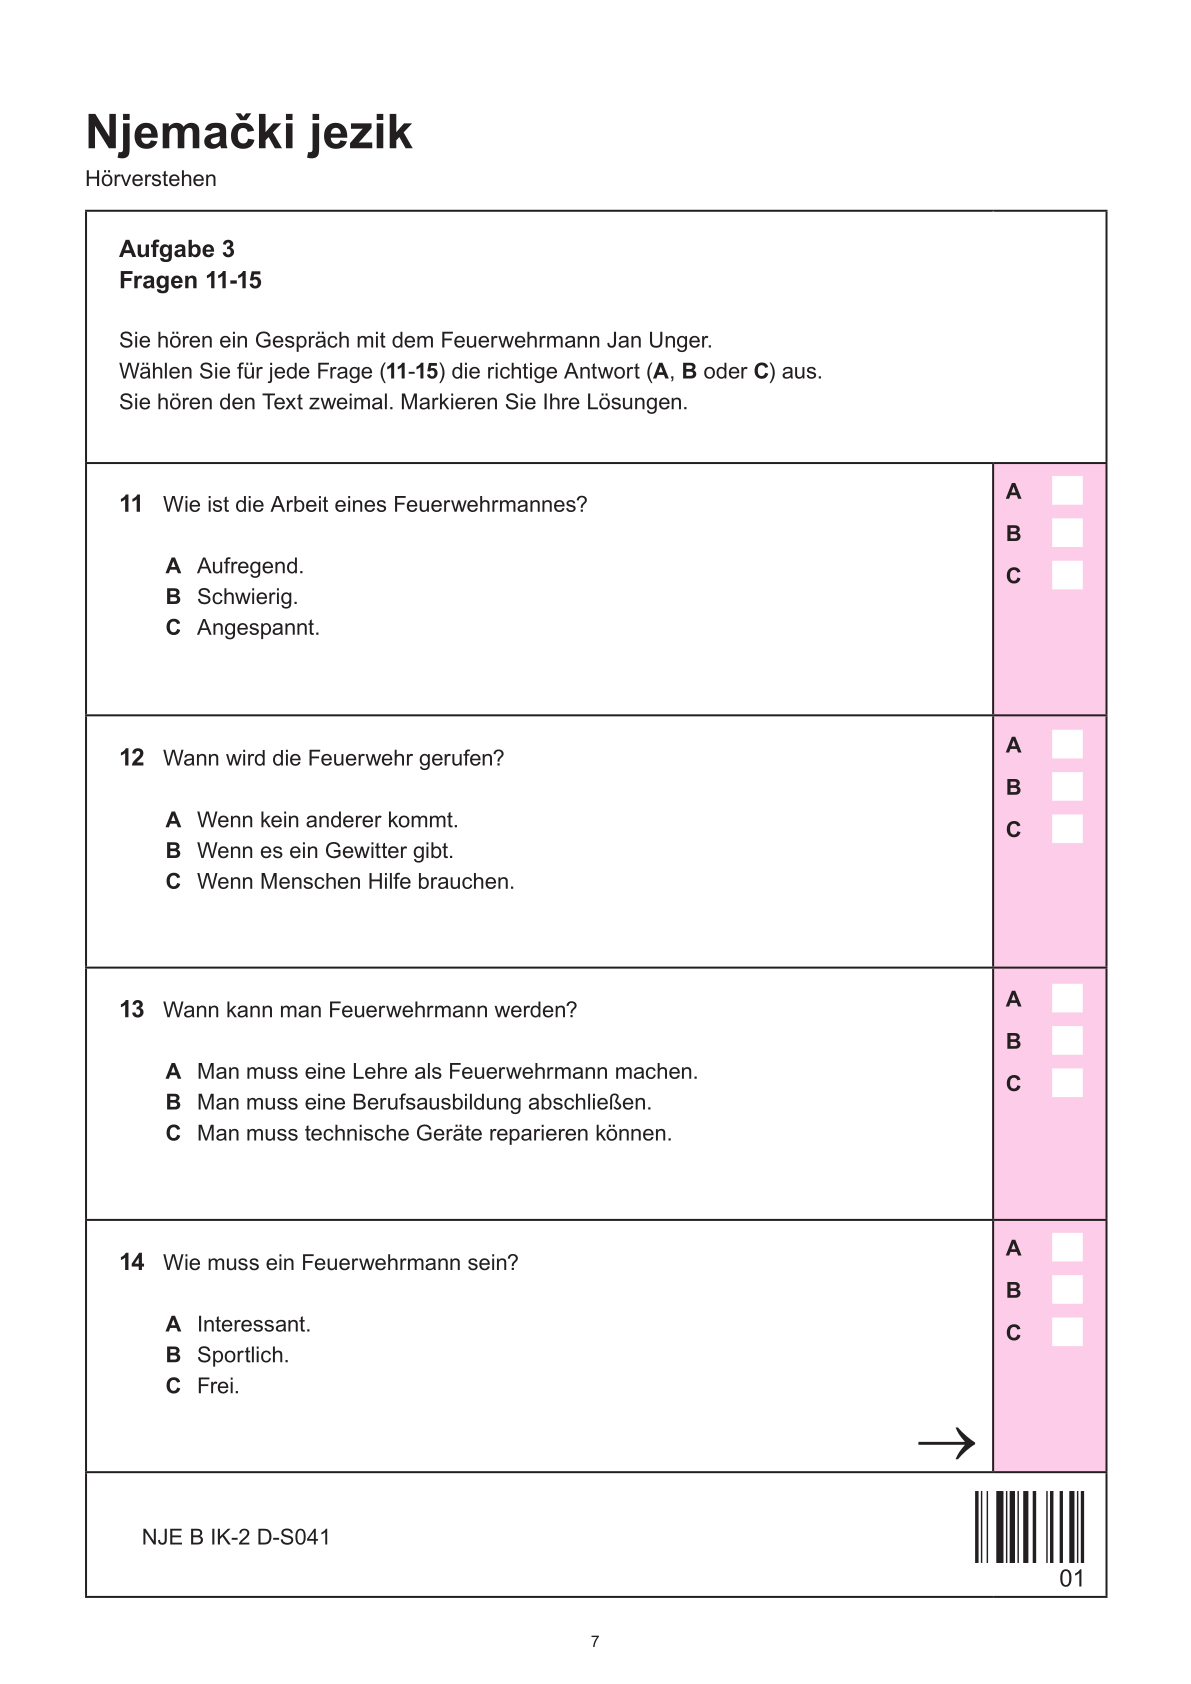 Njemački jezik
Hörverstehen
Aufgabe 3
Fragen 11-15
Sie hören ein Gespräch mit dem Feuerwehrmann Jan Unger.
Wählen Sie für jede Frage (11-15) die richtige Antwort (A, B oder C) aus.
Sie hören den Text zweimal. Markieren Sie Ihre Lösungen.
11 Wie ist die Arbeit eines Feuerwehrmannes?
A Aufregend.
B Schwierig.
C Angespannt.
A
B
C
12 Wann wird die Feuerwehr gerufen?
A Wenn kein anderer kommt.
B Wenn es ein Gewitter gibt.
C Wenn Menschen Hilfe brauchen.
A
B
C
13 Wann kann man Feuerwehrmann werden?
A Man muss eine Lehre als Feuerwehrmann machen.
B Man muss eine Berufsausbildung abschließen.
C Man muss technische Geräte reparieren können.
A
B
C
14 Wie muss ein Feuerwehrmann sein?
A Interessant.
B Sportlich.
C Frei.
→
A
B
C
NJE B IK-2 D-S041
01
7